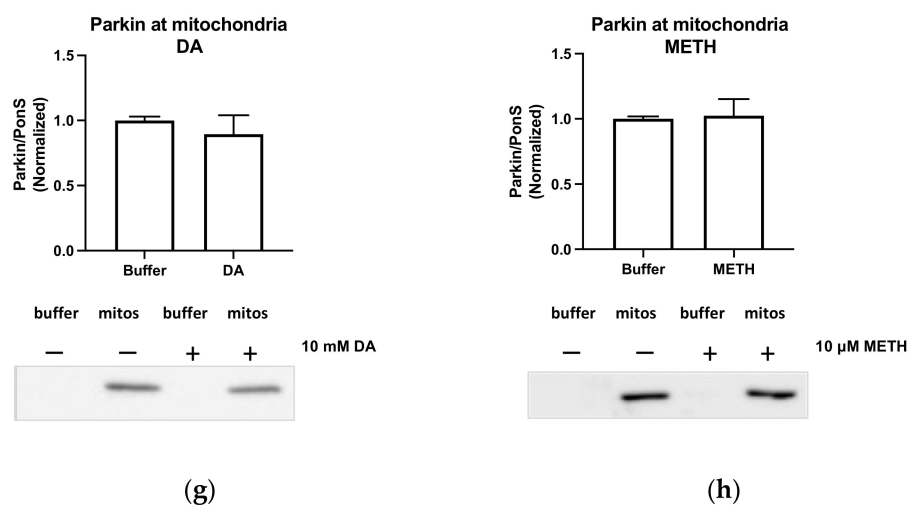 Parkin at mitochondria
DA
Parkin/PonS
(Normalized)
1.5
1.0
0.5
0.0
Buffer DA
buffer mitos buffer mitos
− − + + 10 mM DA
(g)
Parkin at mitochondria
METH
Parkin/PonS
(Normalized)
1.5
1.0
0.5
0.0
Buffer METH
buffer mitos buffer mitos
− − + + 10 µM METH
(h)